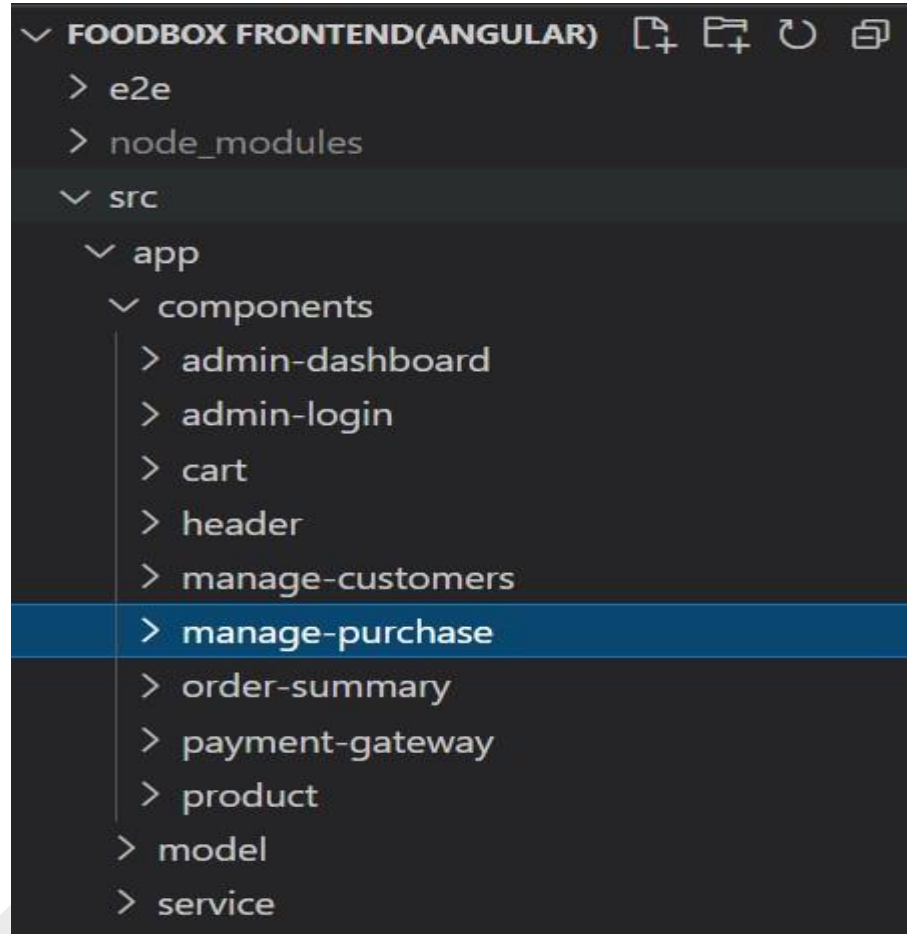 FOODBOX FRONTEND(ANGULAR)
e2e
node_modules
src
app
components
admin-dashboard
admin-login
cart
header
manage-customers
manage-purchase
order-summary
payment-gateway
product
model
service